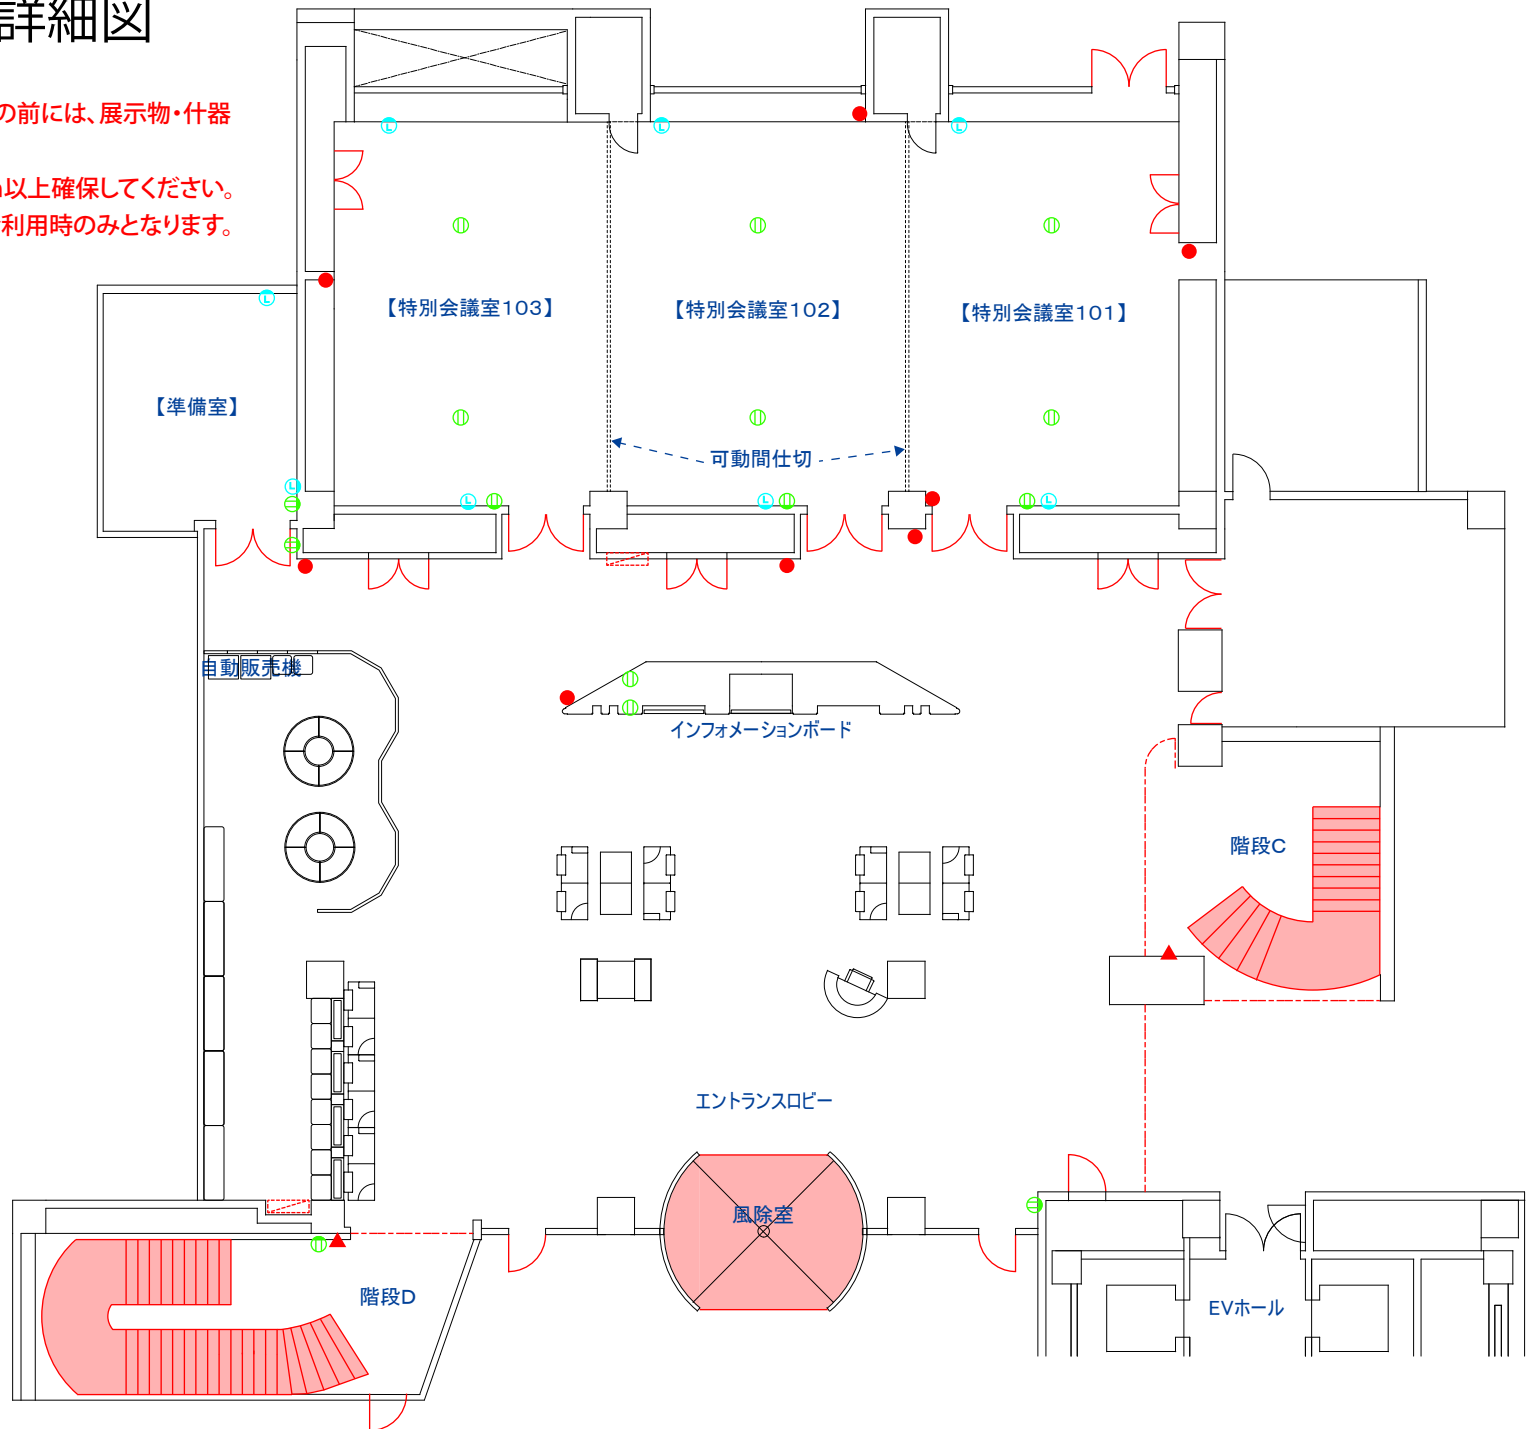 詳細図
の前には、展示物・什器
以上確保してください。
利用時のみとなります。
【特別会議室103】
【特別会議室102】
【特別会議室101】
【準備室】
可動間仕切
自動販売機
インフォメーションボード
階段C
エントランスロビー
風除室
階段D
EVホール